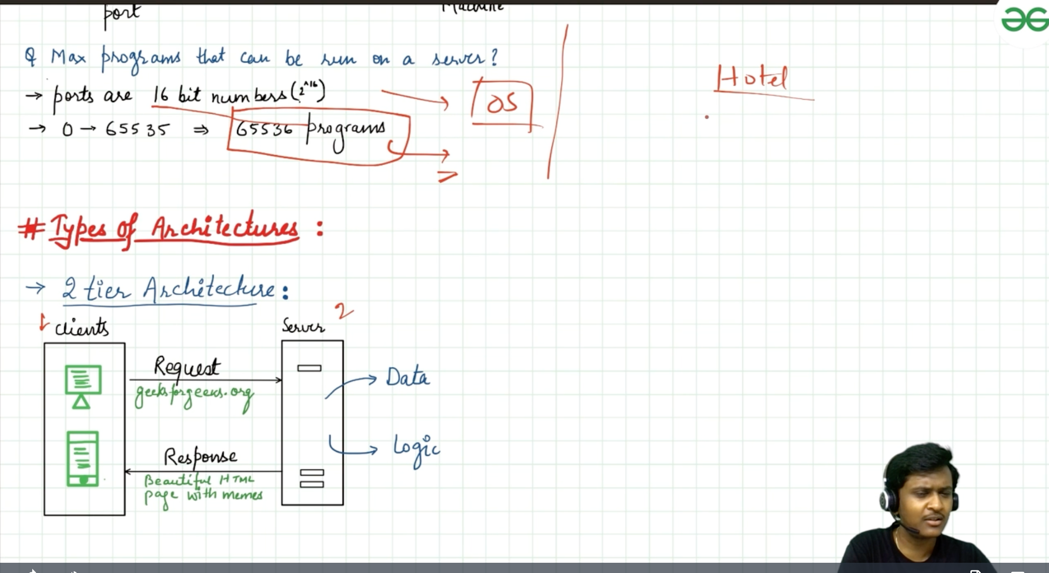 port
Machine
Q Max programs that can be run on a server?
→ ports are 16 bit numbers (2^16)
→ 0 → 65535 ⇒ 65536 programs
OS
Hotel
# Types of Architectures :
→ 2 tier Architecture :
1 clients
Server 2
Request
geeksforgeeks.org
Data
Logic
Response
Beautiful HTML
page with memes